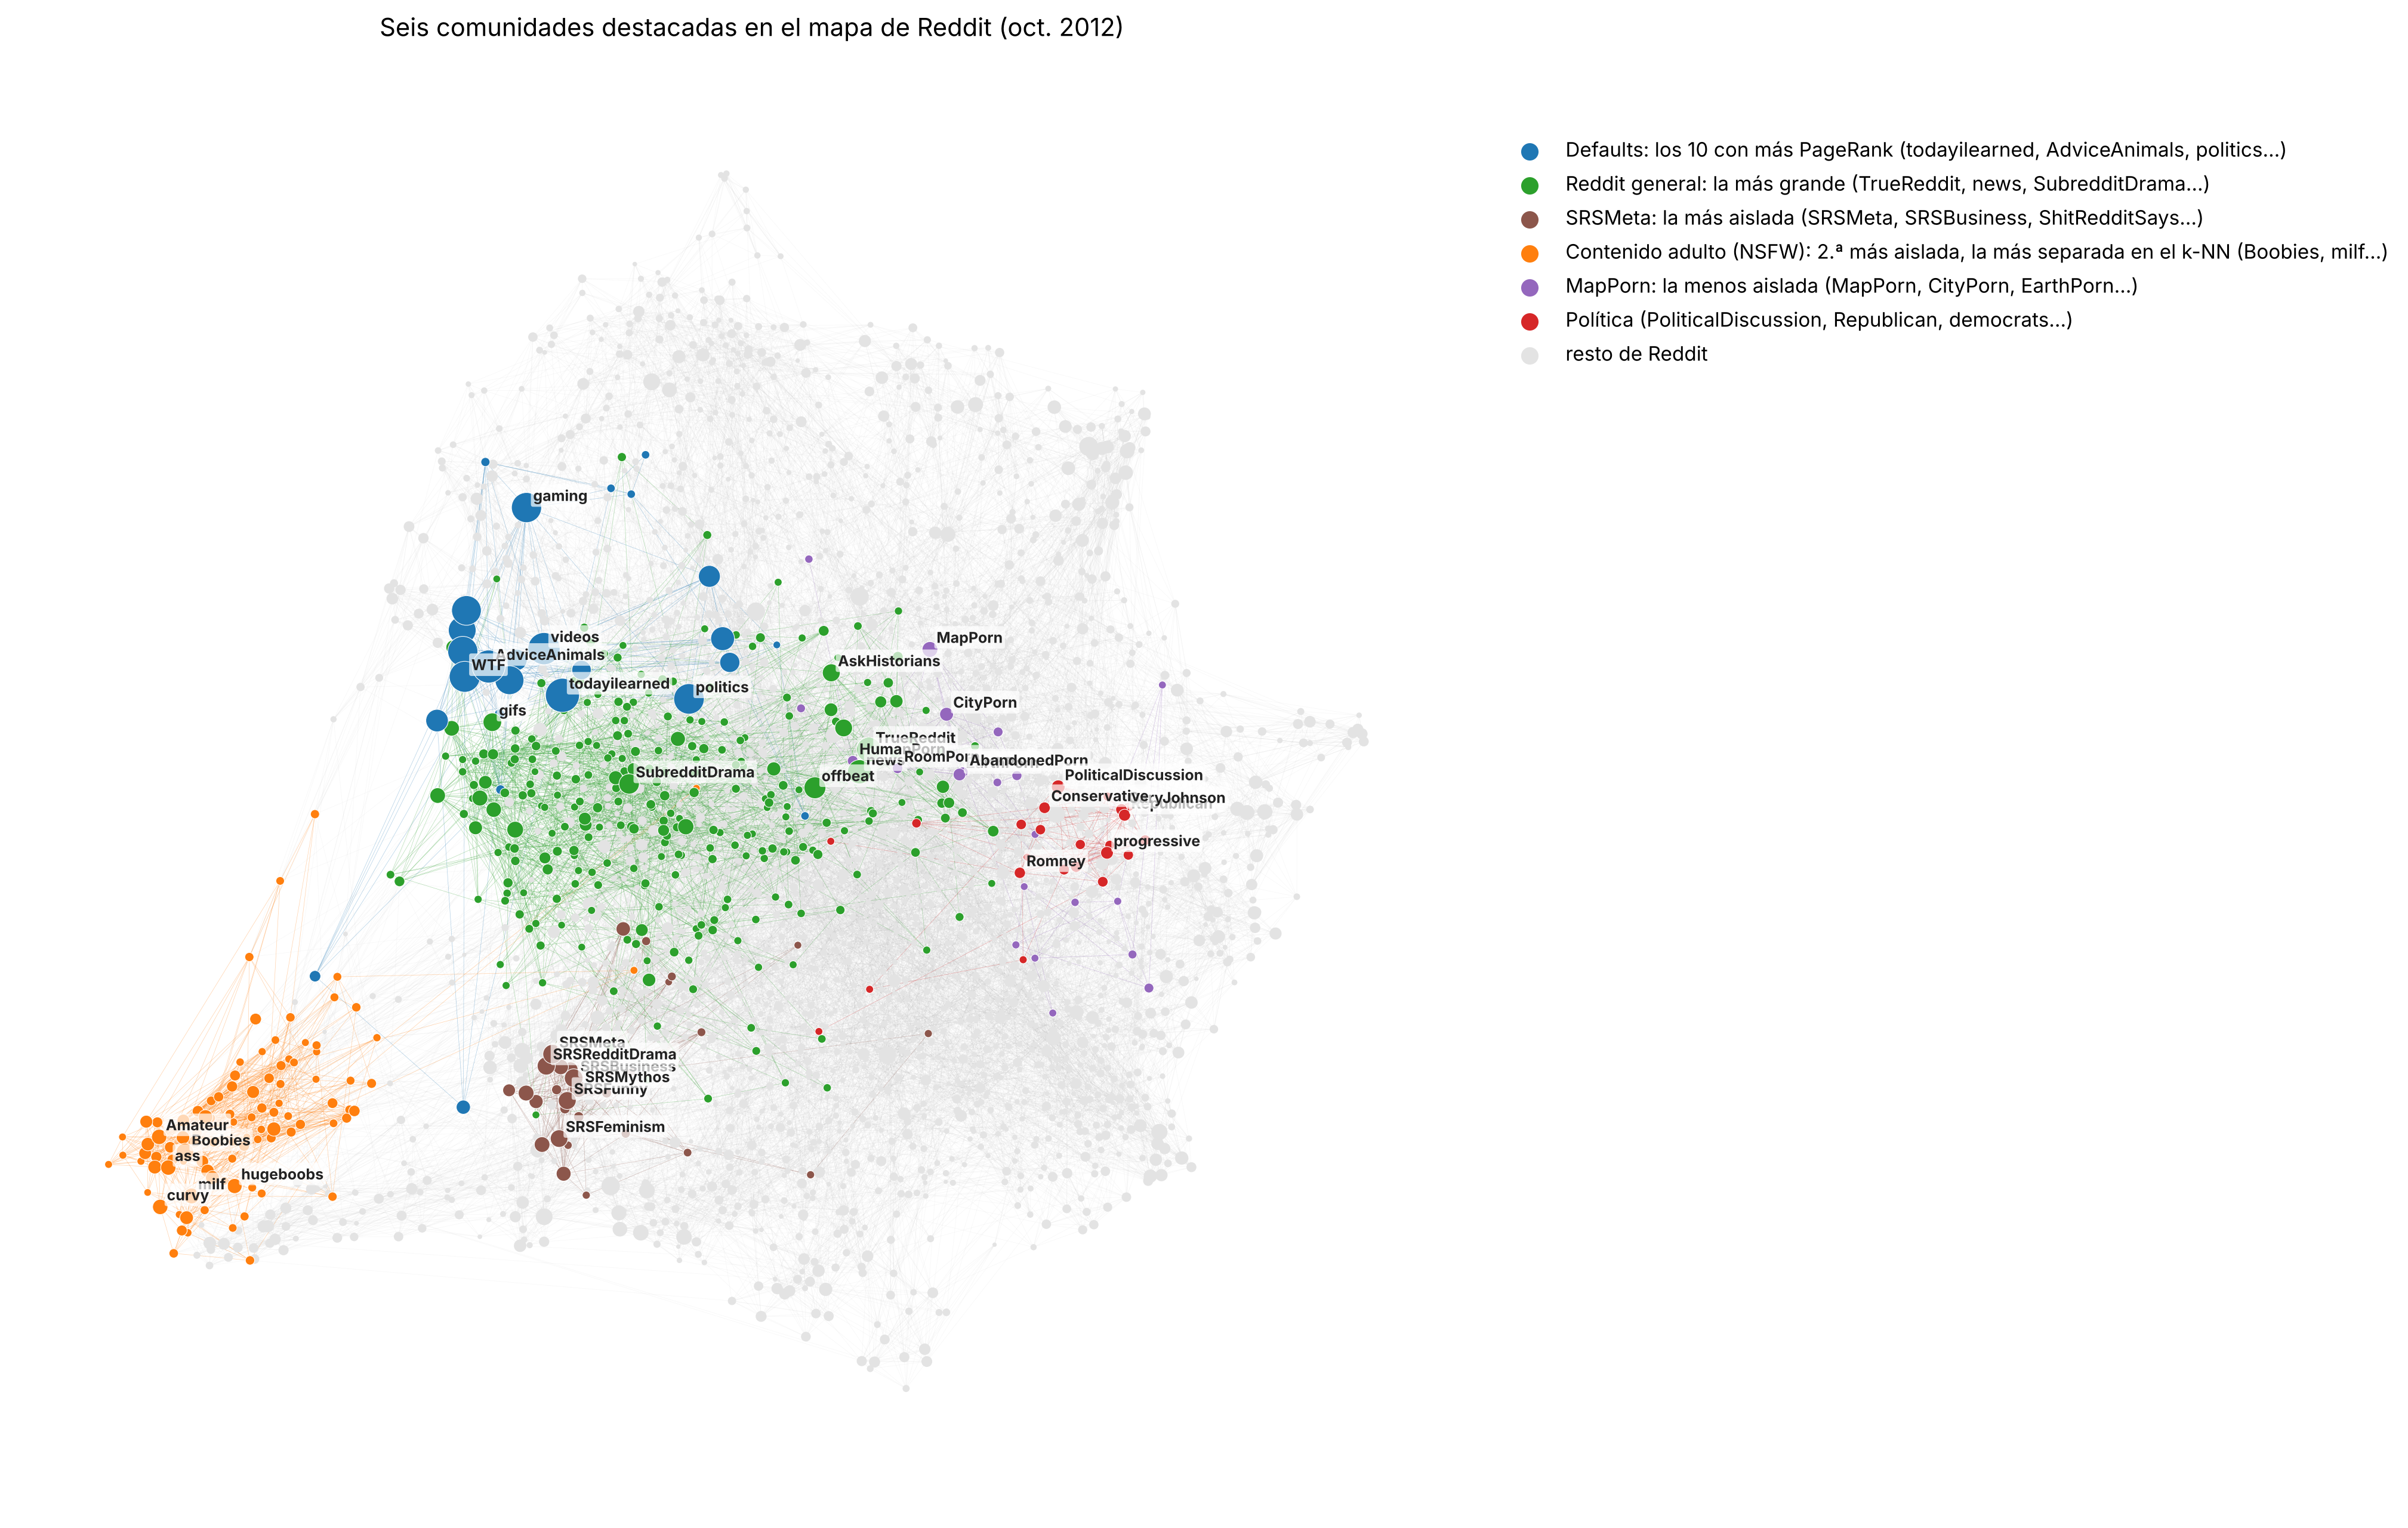 Seis comunidades destacadas en el mapa de Reddit (oct. 2012)
Defaults: los 10 con más PageRank (todayilearned, AdviceAnimals, politics...)
Reddit general: la más grande (TrueReddit, news, SubredditDrama...)
SRSMeta: la más aislada (SRSMeta, SRSBusiness, ShitRedditSays...)
Contenido adulto (NSFW): 2.ª más aislada, la más separada en el k-NN (Boobies, milf...)
MapPorn: la menos aislada (MapPorn, CityPorn, EarthPorn...)
Política (PoliticalDiscussion, Republican, democrats...)
resto de Reddit
gaming
videos
AdviceAnimals
WTF
todayilearned
politics
gifs
MapPorn
AskHistorians
CityPorn
TrueReddit
news
RoomPorn
AbandonedPorn
SubredditDrama
offbeat
PoliticalDiscussion
Conservative
Republican
progressive
Romney
SRSMeta
SRSRedditDrama
SRSBusiness
SRSMythos
SRSFunny
SRSFeminism
Amateur
Boobies
ass
hugeboobs
milf
curvy